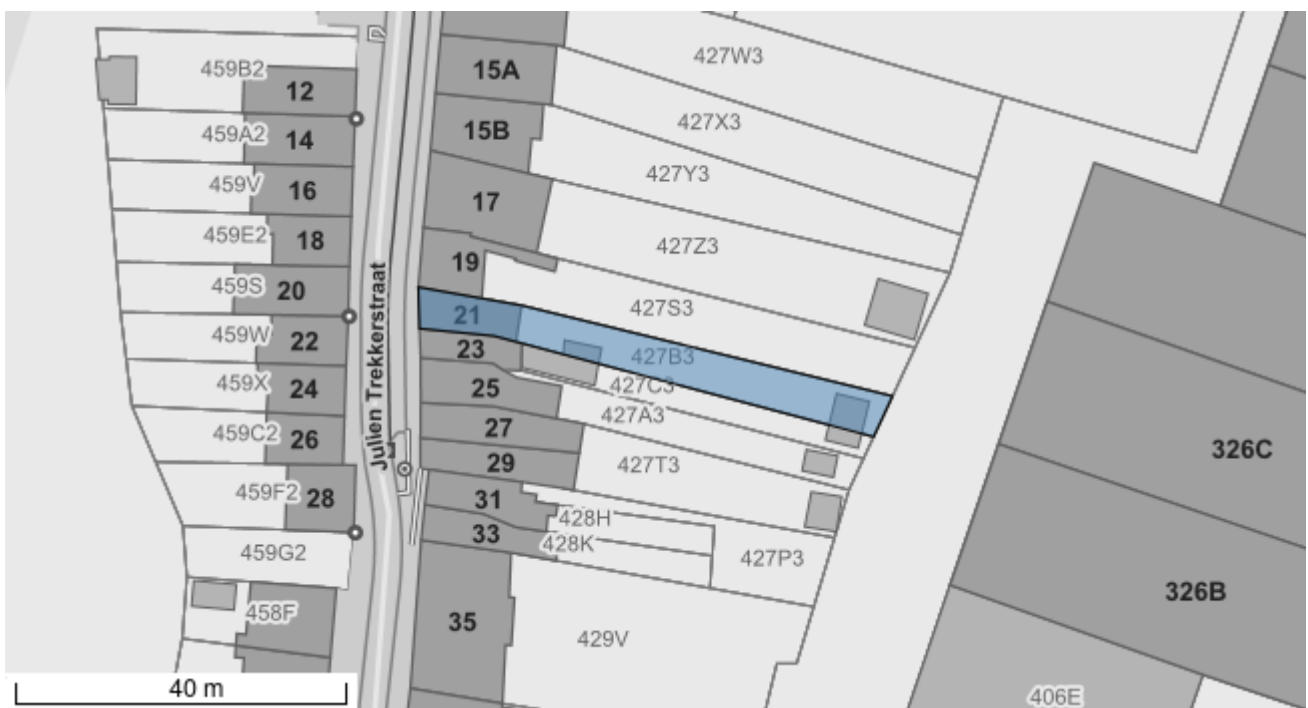 427W3
459B2
12
15A
427X3
459A2
14
15B
427Y3
459V
16
17
459E2
18
427Z3
19
459S
20
427S3
21
459W
22
23
427B3
459X
24
25
427C3
427A3
Julien Trekkerstraat
459C2
26
27
326C
29
427T3
459F2
28
31
428H
33
428K
459G2
427P3
326B
458F
35
429V
40 m
406E